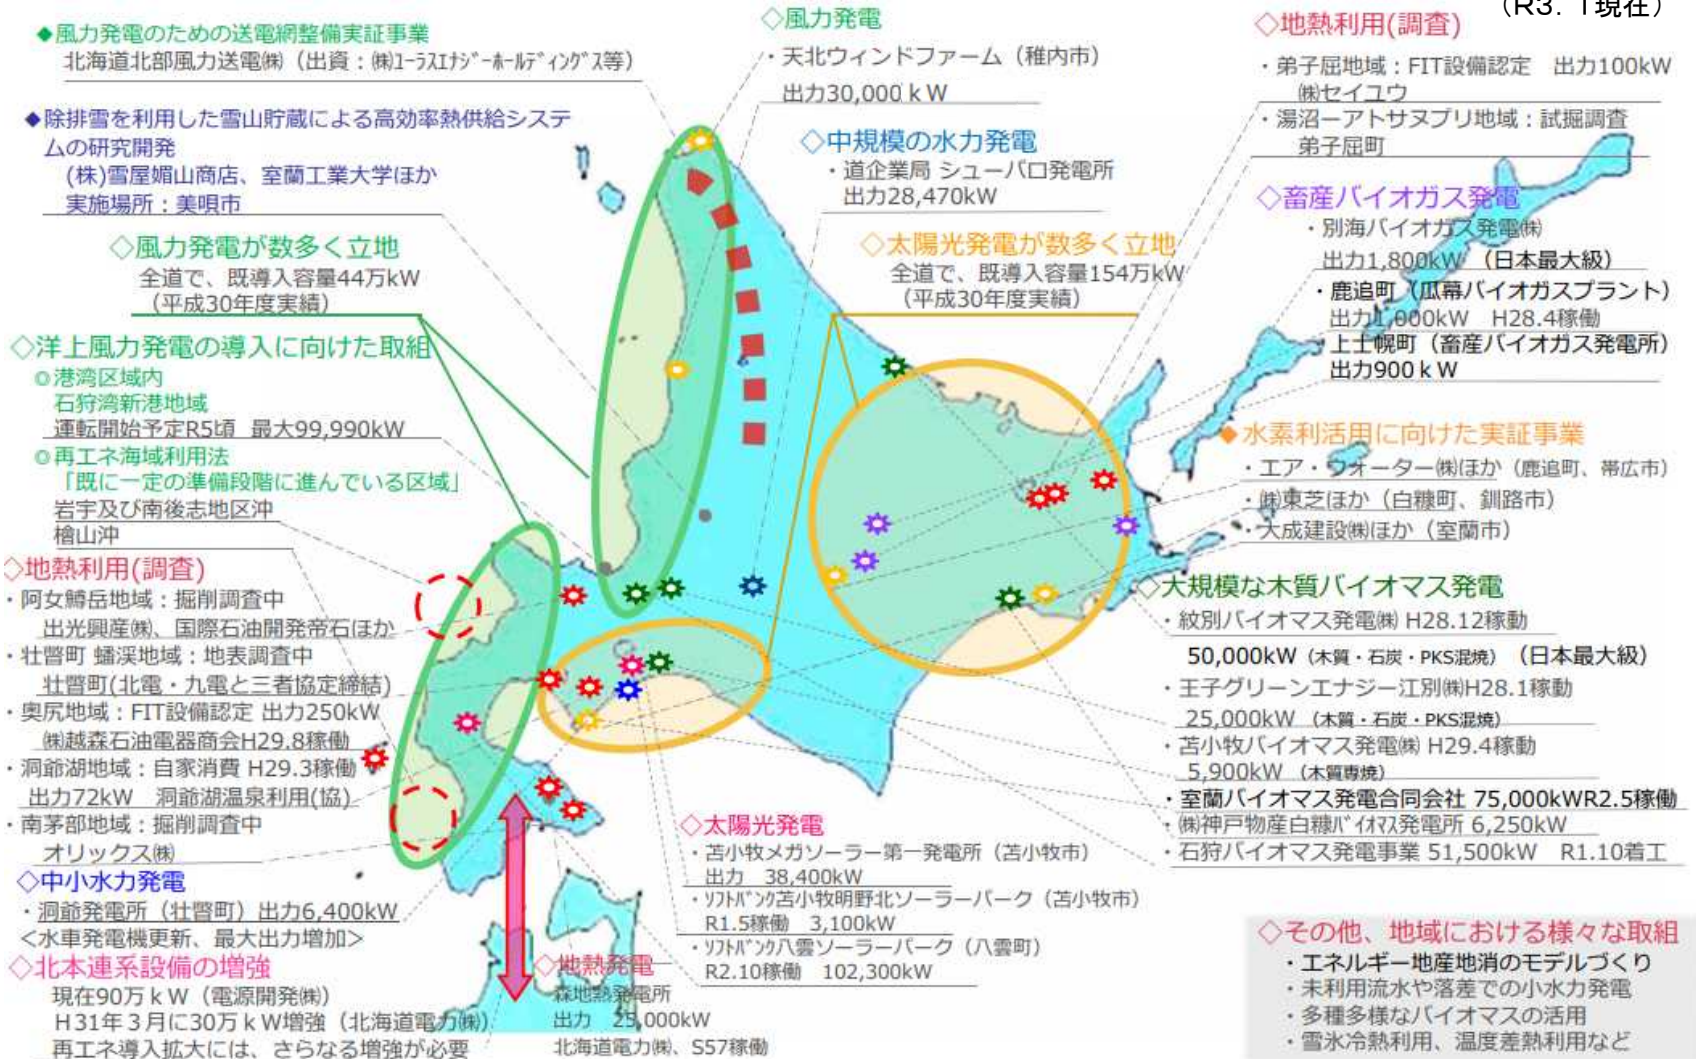 （R3．1現在）
◆風力発電のための送電網整備実証事業
北海道北部風力送電㈱（出資：㈱ﾕｰﾗｽｴﾅｼﾞｰﾎｰﾙﾃﾞｨﾝｸﾞｽ等）
◆除排雪を利用した雪山貯蔵による高効率熱供給システ
ムの研究開発
(株)雪屋媚山商店、室蘭工業大学ほか
実施場所：美唄市
◇風力発電が数多く立地
全道で、既導入容量44万kW
（平成30年度実績）
◇洋上風力発電の導入に向けた取組
◎港湾区域内
石狩湾新港地域
運転開始予定R5頃　最大99,990kW
◎再エネ海域利用法
「既に一定の準備段階に進んでいる区域」
岩宇及び南後志地区沖
檜山沖
◇地熱利用(調査)
・阿女鱒岳地域：掘削調査中
出光興産㈱、国際石油開発帝石ほか
・壮瞥町 蟠渓地域：地表調査中
壮瞥町(北電・九電と三者協定締結)
・奥尻地域：FIT設備認定 出力250kW
㈱越森石油電器商会H29.8稼働
・洞爺湖地域：自家消費 H29.3稼働
出力72kW　洞爺湖温泉利用(協)
・南茅部地域：掘削調査中
オリックス㈱
◇中小水力発電
・洞爺発電所（壮瞥町）出力6,400kW
＜水車発電機更新、最大出力増加＞
◇北本連系設備の増強
現在90万ｋW（電源開発㈱）
H31年３月に30万ｋW増強（北海道電力㈱）
再エネ導入拡大には、さらなる増強が必要
◇風力発電
・天北ウィンドファーム（稚内市）
出力30,000ｋW
◇中規模の水力発電
・道企業局 シューパロ発電所
出力28,470kW
◇太陽光発電が数多く立地
全道で、既導入容量154万kW
（平成30年度実績）
◇太陽光発電
・苫小牧メガソーラー第一発電所（苫小牧市）
出力　38,400kW
・ｿﾌﾄﾊﾞﾝｸ苫小牧明野北ソーラーパーク（苫小牧市）
R1.5稼働　3,100kW
・ｿﾌﾄﾊﾞﾝｸ八雲ソーラーパーク（八雲町）
R2.10稼働　102,300kW
◇地熱発電
森地熱発電所
出力　25,000kW
北海道電力㈱、S57稼働
◇地熱利用(調査)
・弟子屈地域：FIT設備認定　出力100kW
㈱セイユウ
・湯沼ーアトサヌプリ地域：試掘調査
弟子屈町
◇畜産バイオガス発電
・別海バイオガス発電㈱
出力1,800kW （日本最大級）
・鹿追町（瓜幕バイオガスプラント）
出力1,000kW　H28.4稼働
・上士幌町（畜産バイオガス発電所）
出力900ｋW
◆水素利活用に向けた実証事業
・エア・ウォーター㈱ほか（鹿追町、帯広市）
・㈱東芝ほか（白糠町、釧路市）
・大成建設㈱ほか（室蘭市）
◇大規模な木質バイオマス発電
・紋別バイオマス発電㈱ H28.12稼動
50,000kW（木質・石炭・PKS混焼）（日本最大級）
・王子グリーンエナジー江別㈱H28.1稼動
25,000kW （木質・石炭・PKS混焼）
・苫小牧バイオマス発電㈱ H29.4稼動
5,900kW （木質専焼）
・室蘭バイオマス発電合同会社 75,000kWR2.5稼働
・㈱神戸物産白糠ﾊﾞｲｵﾏｽ発電所 6,250kW
・石狩バイオマス発電事業 51,500kW　R1.10着工
◇その他、地域における様々な取組
・エネルギー地産地消のモデルづくり
・未利用流水や落差での小水力発電
・多種多様なバイオマスの活用
・雪氷冷熱利用、温度差熱利用など